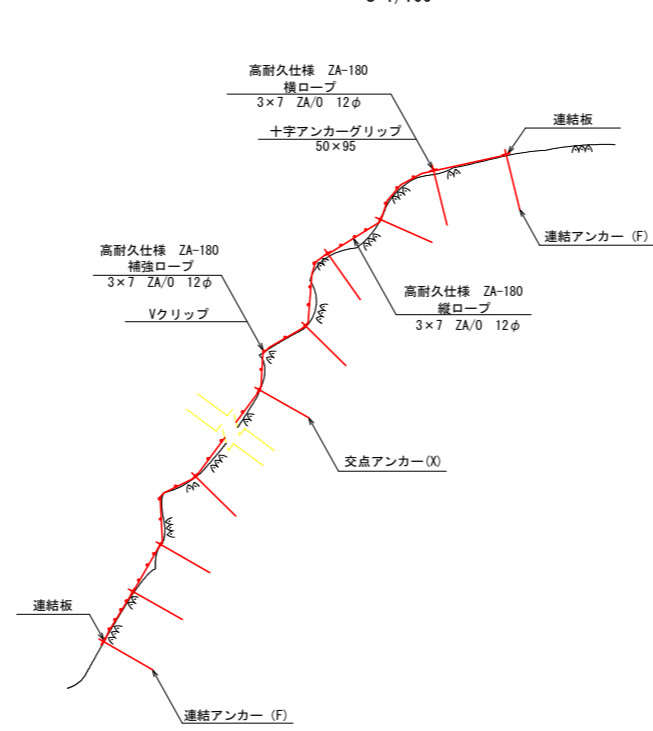 高耐久仕様 ZA-180
横ロープ
3×7 ZA/0 12φ
十字アンカーグリップ
50×95
連結板
連結アンカー(F)
高耐久仕様 ZA-180
補強ロープ
3×7 ZA/0 12φ
Vクリップ
高耐久仕様 ZA-180
縦ロープ
3×7 ZA/0 12φ
交点アンカー(X)
連結板
連結アンカー(F)